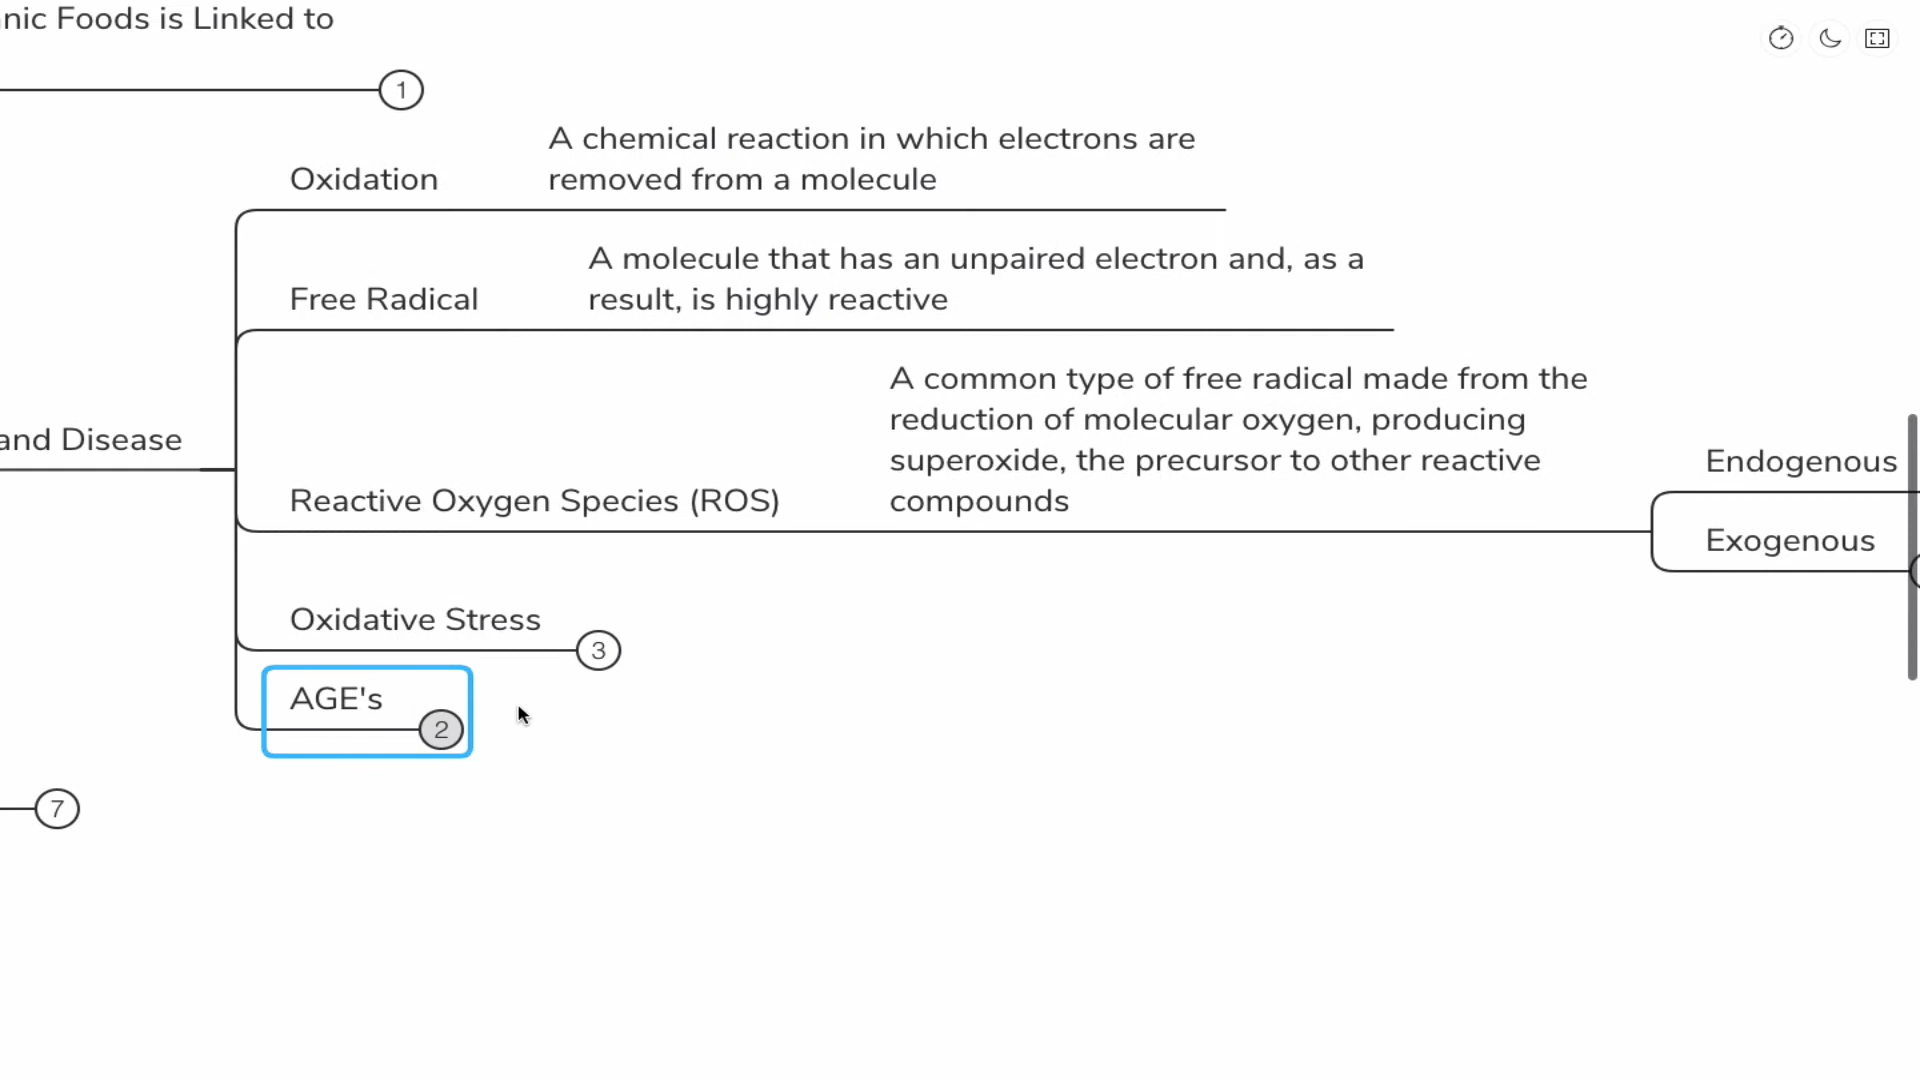 Foods is Linked to
1
A chemical reaction in which electrons are
removed from a molecule
Oxidation
A molecule that has an unpaired electron and, as a
result, is highly reactive
Free Radical
A common type of free radical made from the
reduction of molecular oxygen, producing
superoxide, the precursor to other reactive
compounds
and Disease
Reactive Oxygen Species (ROS)
Endogenous
Exogenous
Oxidative Stress
3
AGE's
2
7